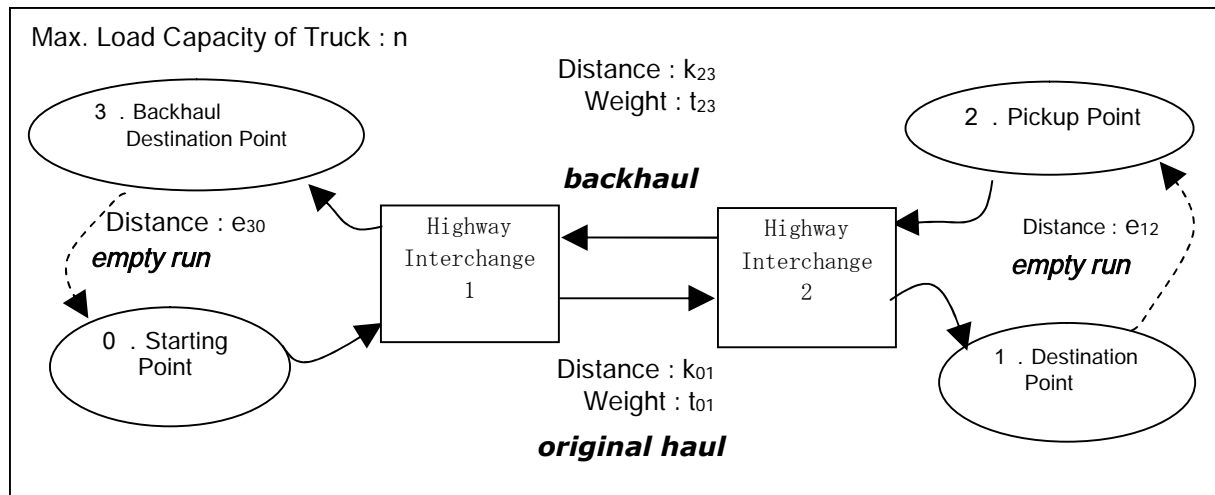 Max. Load Capacity of Truck : n
Distance : k23
Weight : t23
3 . Backhaul
Destination Point
2 . Pickup Point
backhaul
Distance : e30
empty run
Highway
Interchange
1
Highway
Interchange
2
Distance : e12
empty run
0 . Starting
Point
1 . Destination
Point
Distance : k01
Weight : t01
original haul